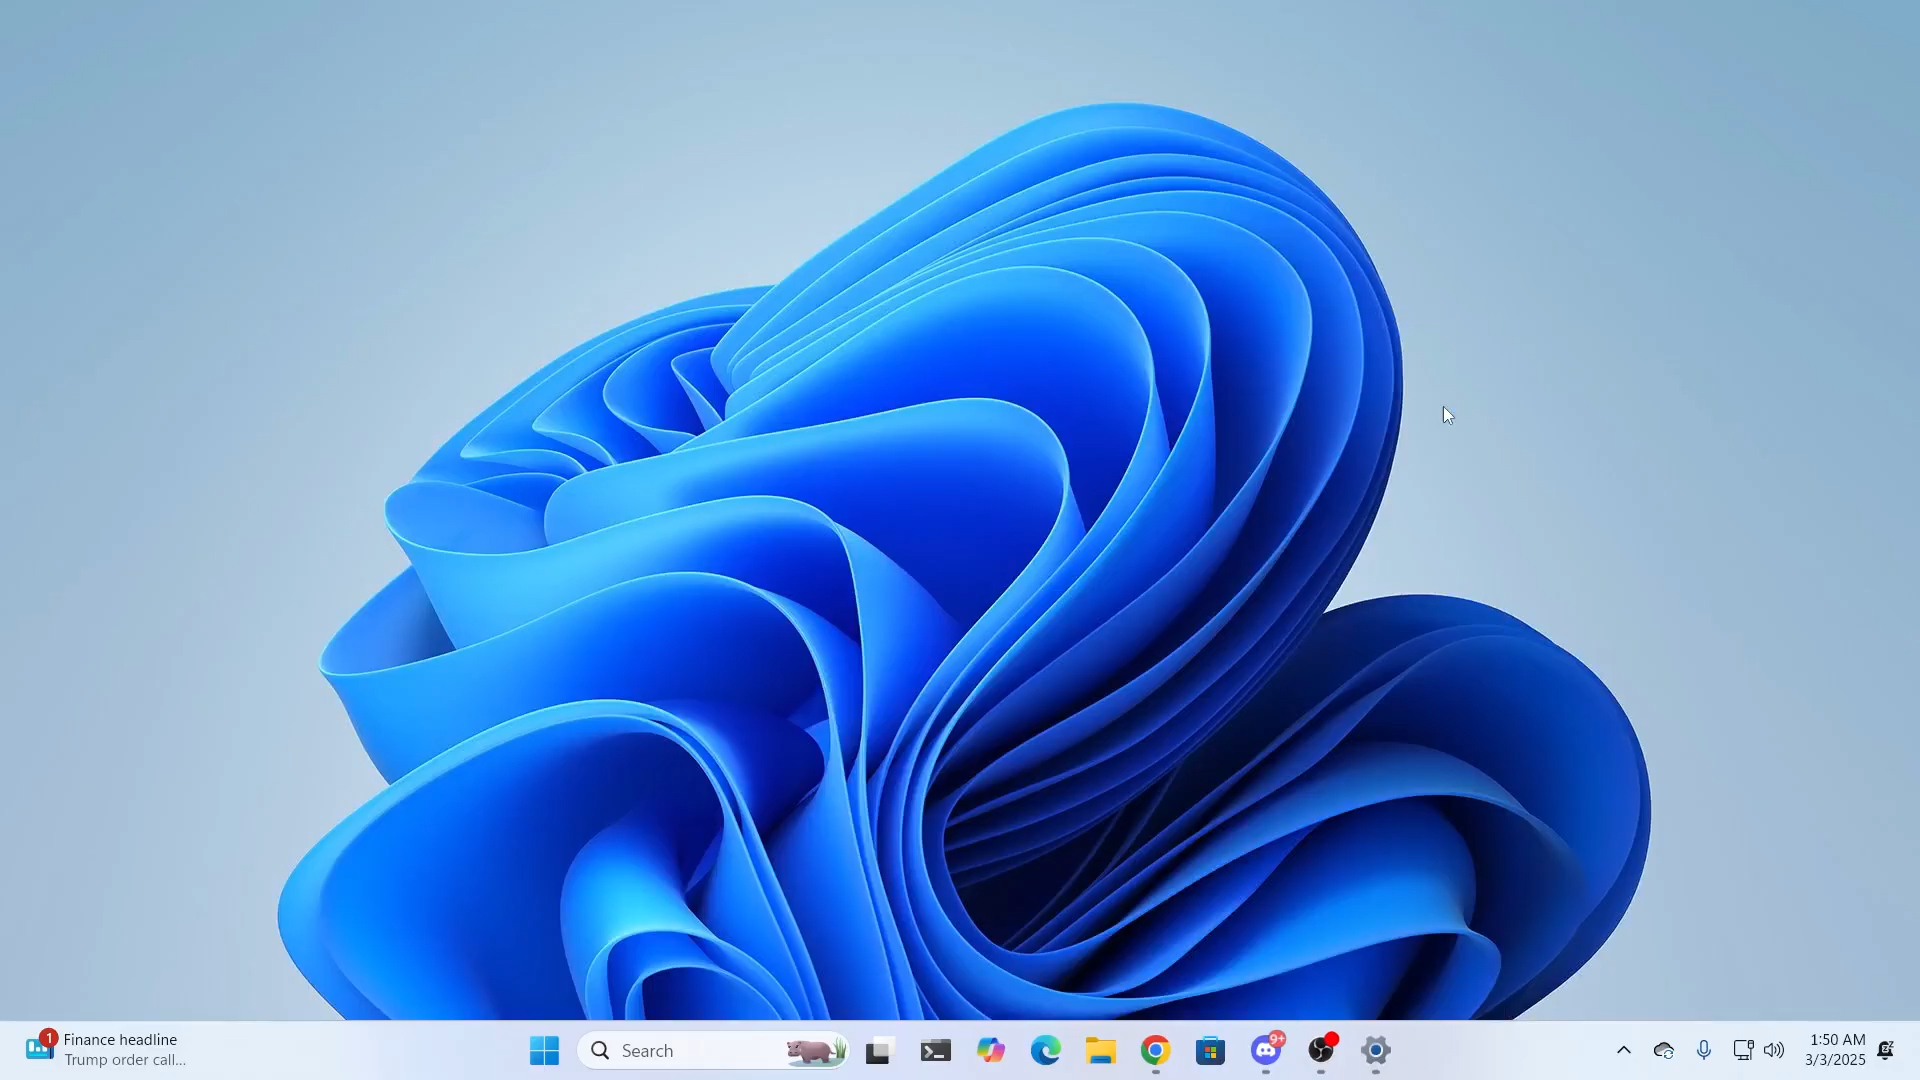 1
Finance headline
Trump order call...
Search
9+
1:50 AM
3/3/2025